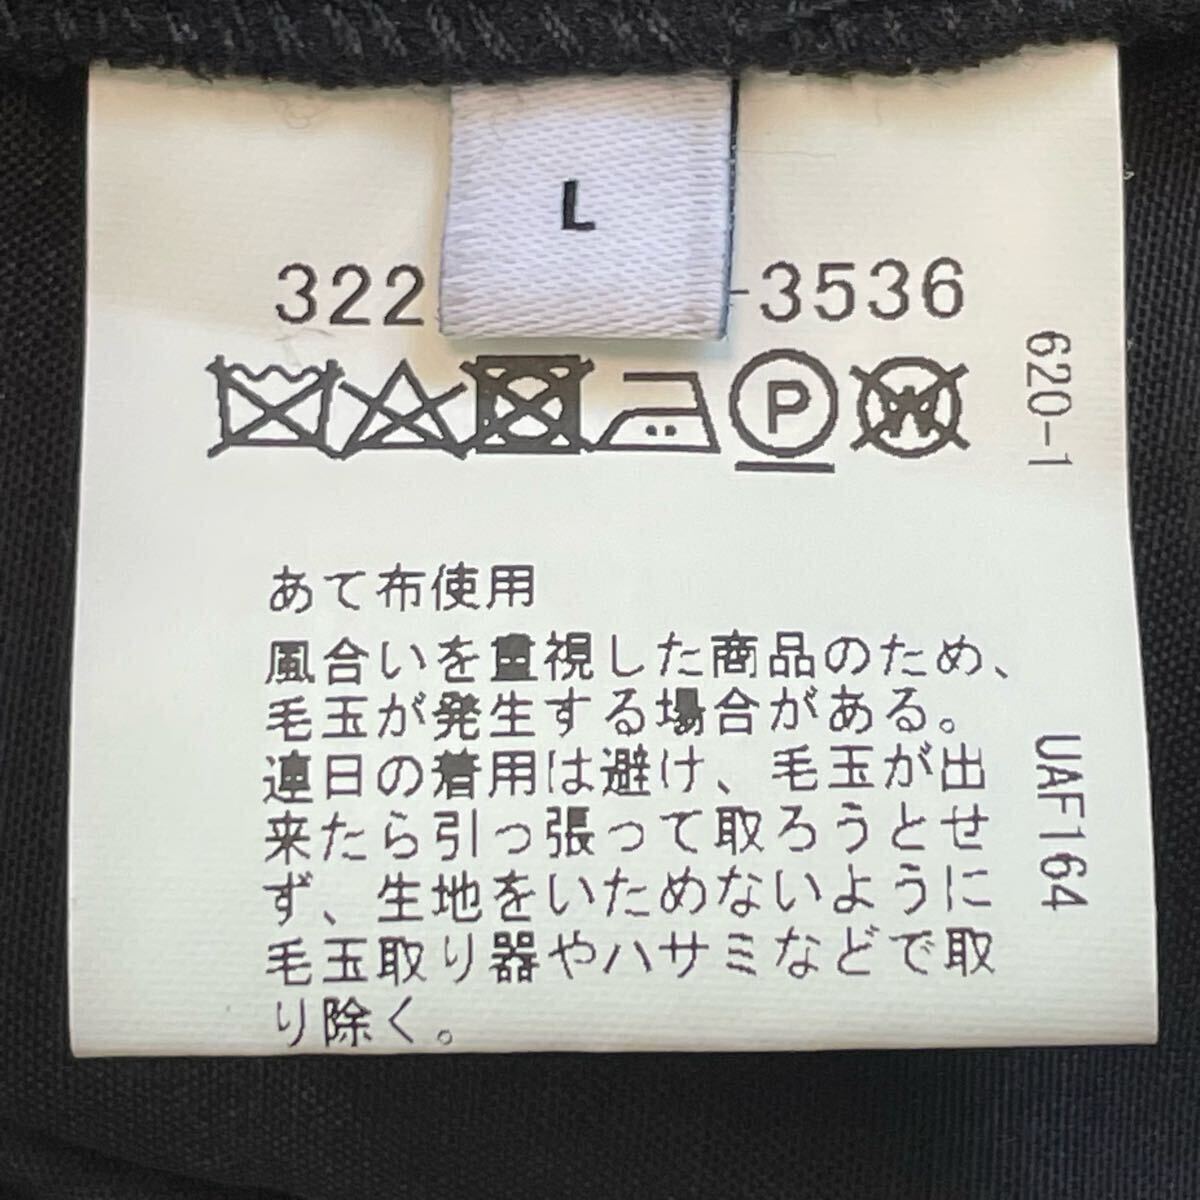 L
322
-3536
620-1
P
W
あて布使用
風合いを重視した商品のため、
毛玉が発生する場合がある。
連日の着用は避け、毛玉が出
来たら引っ張って取ろうとせ
ず、生地をいためないように
毛玉取り器やハサミなどで取
り除く。
UAF164